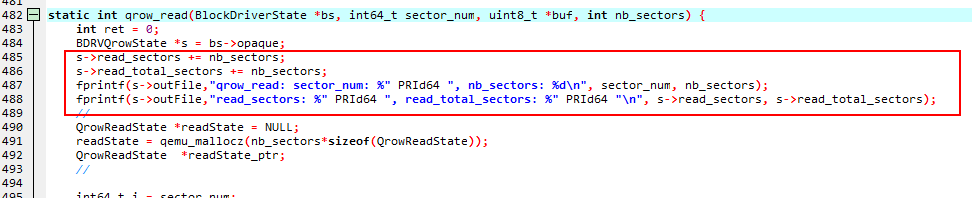 481
482 static int qrow_read(BlockDriverState *bs, int64_t sector_num, uint8_t *buf, int nb_sectors) {
483 int ret = 0;
484 BDRVQrowState *s = bs->opaque;
485 s->read_sectors += nb_sectors;
486 s->read_total_sectors += nb_sectors;
487 fprintf(s->outFile,"qrow_read: sector_num: %" PRId64 ", nb_sectors: %d\n", sector_num, nb_sectors);
488 fprintf(s->outFile,"read_sectors: %" PRId64 ", read_total_sectors: %" PRId64 "\n", s->read_sectors, s->read_total_sectors);
489 //
490 QrowReadState *readState = NULL;
491 readState = qemu_mallocz(nb_sectors*sizeof(QrowReadState));
492 QrowReadState *readState_ptr;
493 //
494
495 int64_t i = sector_num;